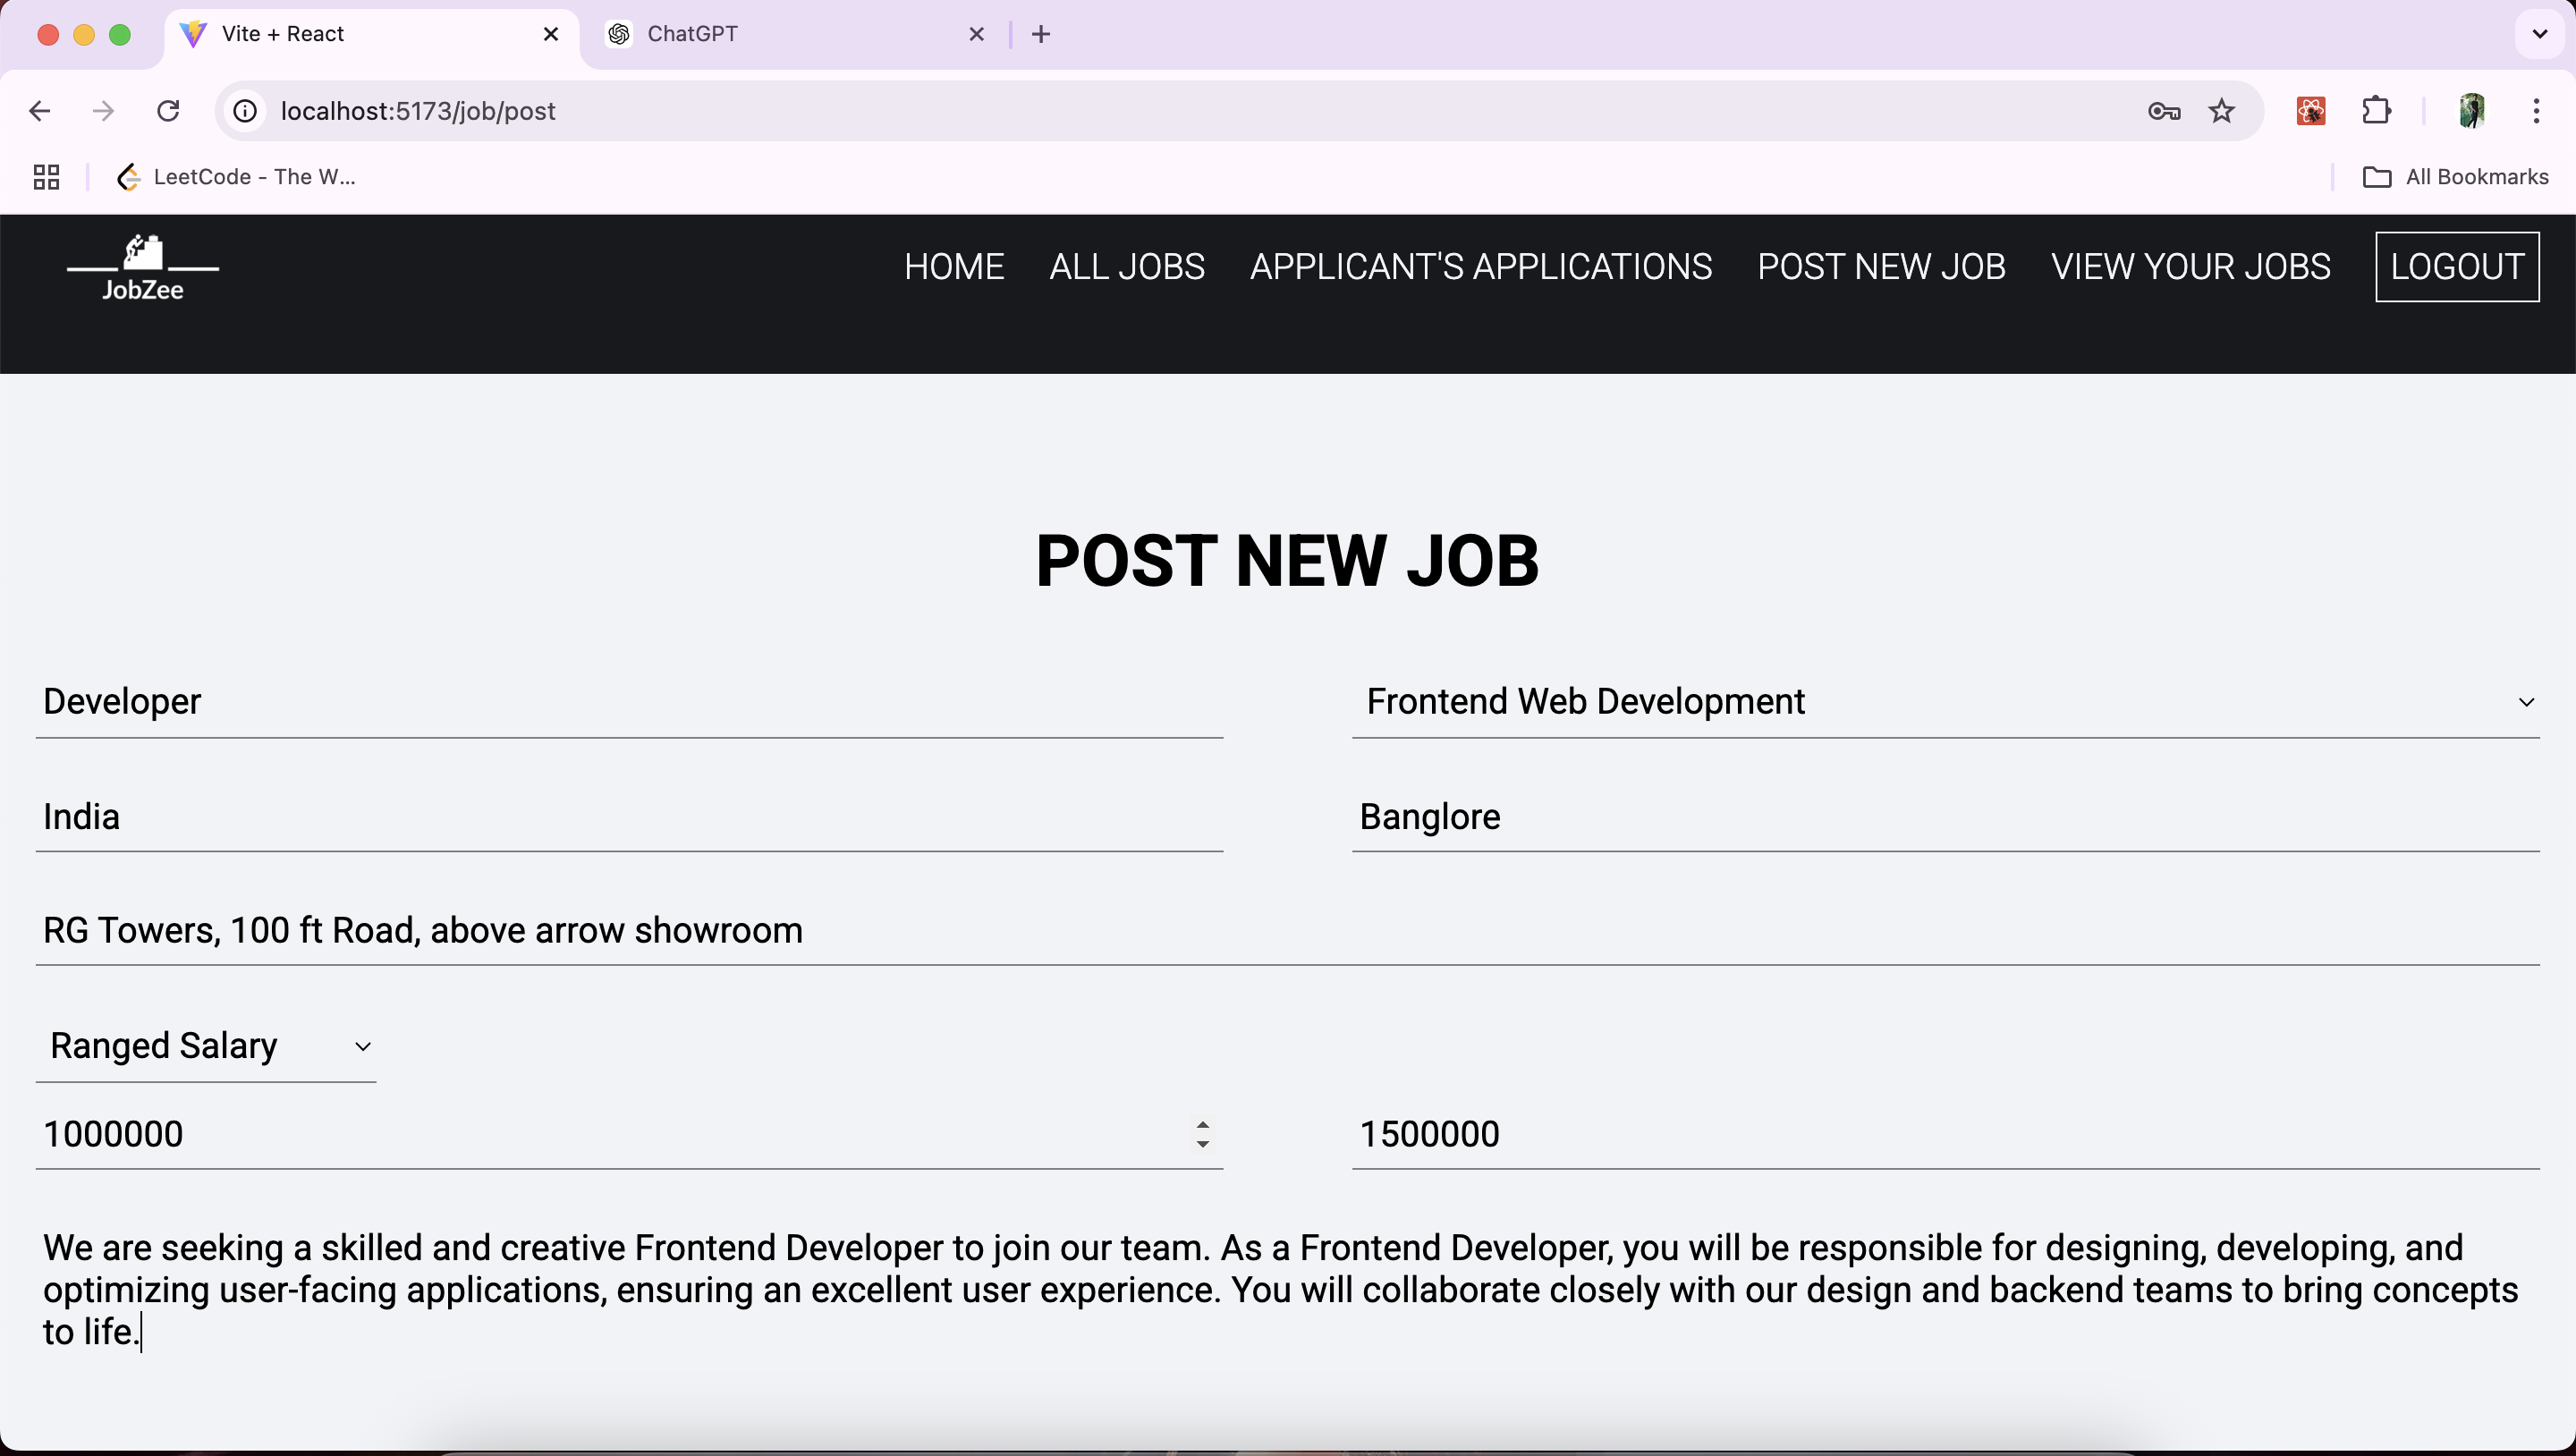 Vite + React
ChatGPT
localhost:5173/job/post
LeetCode - The W...
All Bookmarks
JobZee
HOME ALL JOBS APPLICANT'S APPLICATIONS POST NEW JOB VIEW YOUR JOBS LOGOUT
POST NEW JOB
Developer
Frontend Web Development
India
Banglore
RG Towers, 100 ft Road, above arrow showroom
Ranged Salary
1000000
1500000
We are seeking a skilled and creative Frontend Developer to join our team. As a Frontend Developer, you will be responsible for designing, developing, and
optimizing user-facing applications, ensuring an excellent user experience. You will collaborate closely with our design and backend teams to bring concepts
to life.